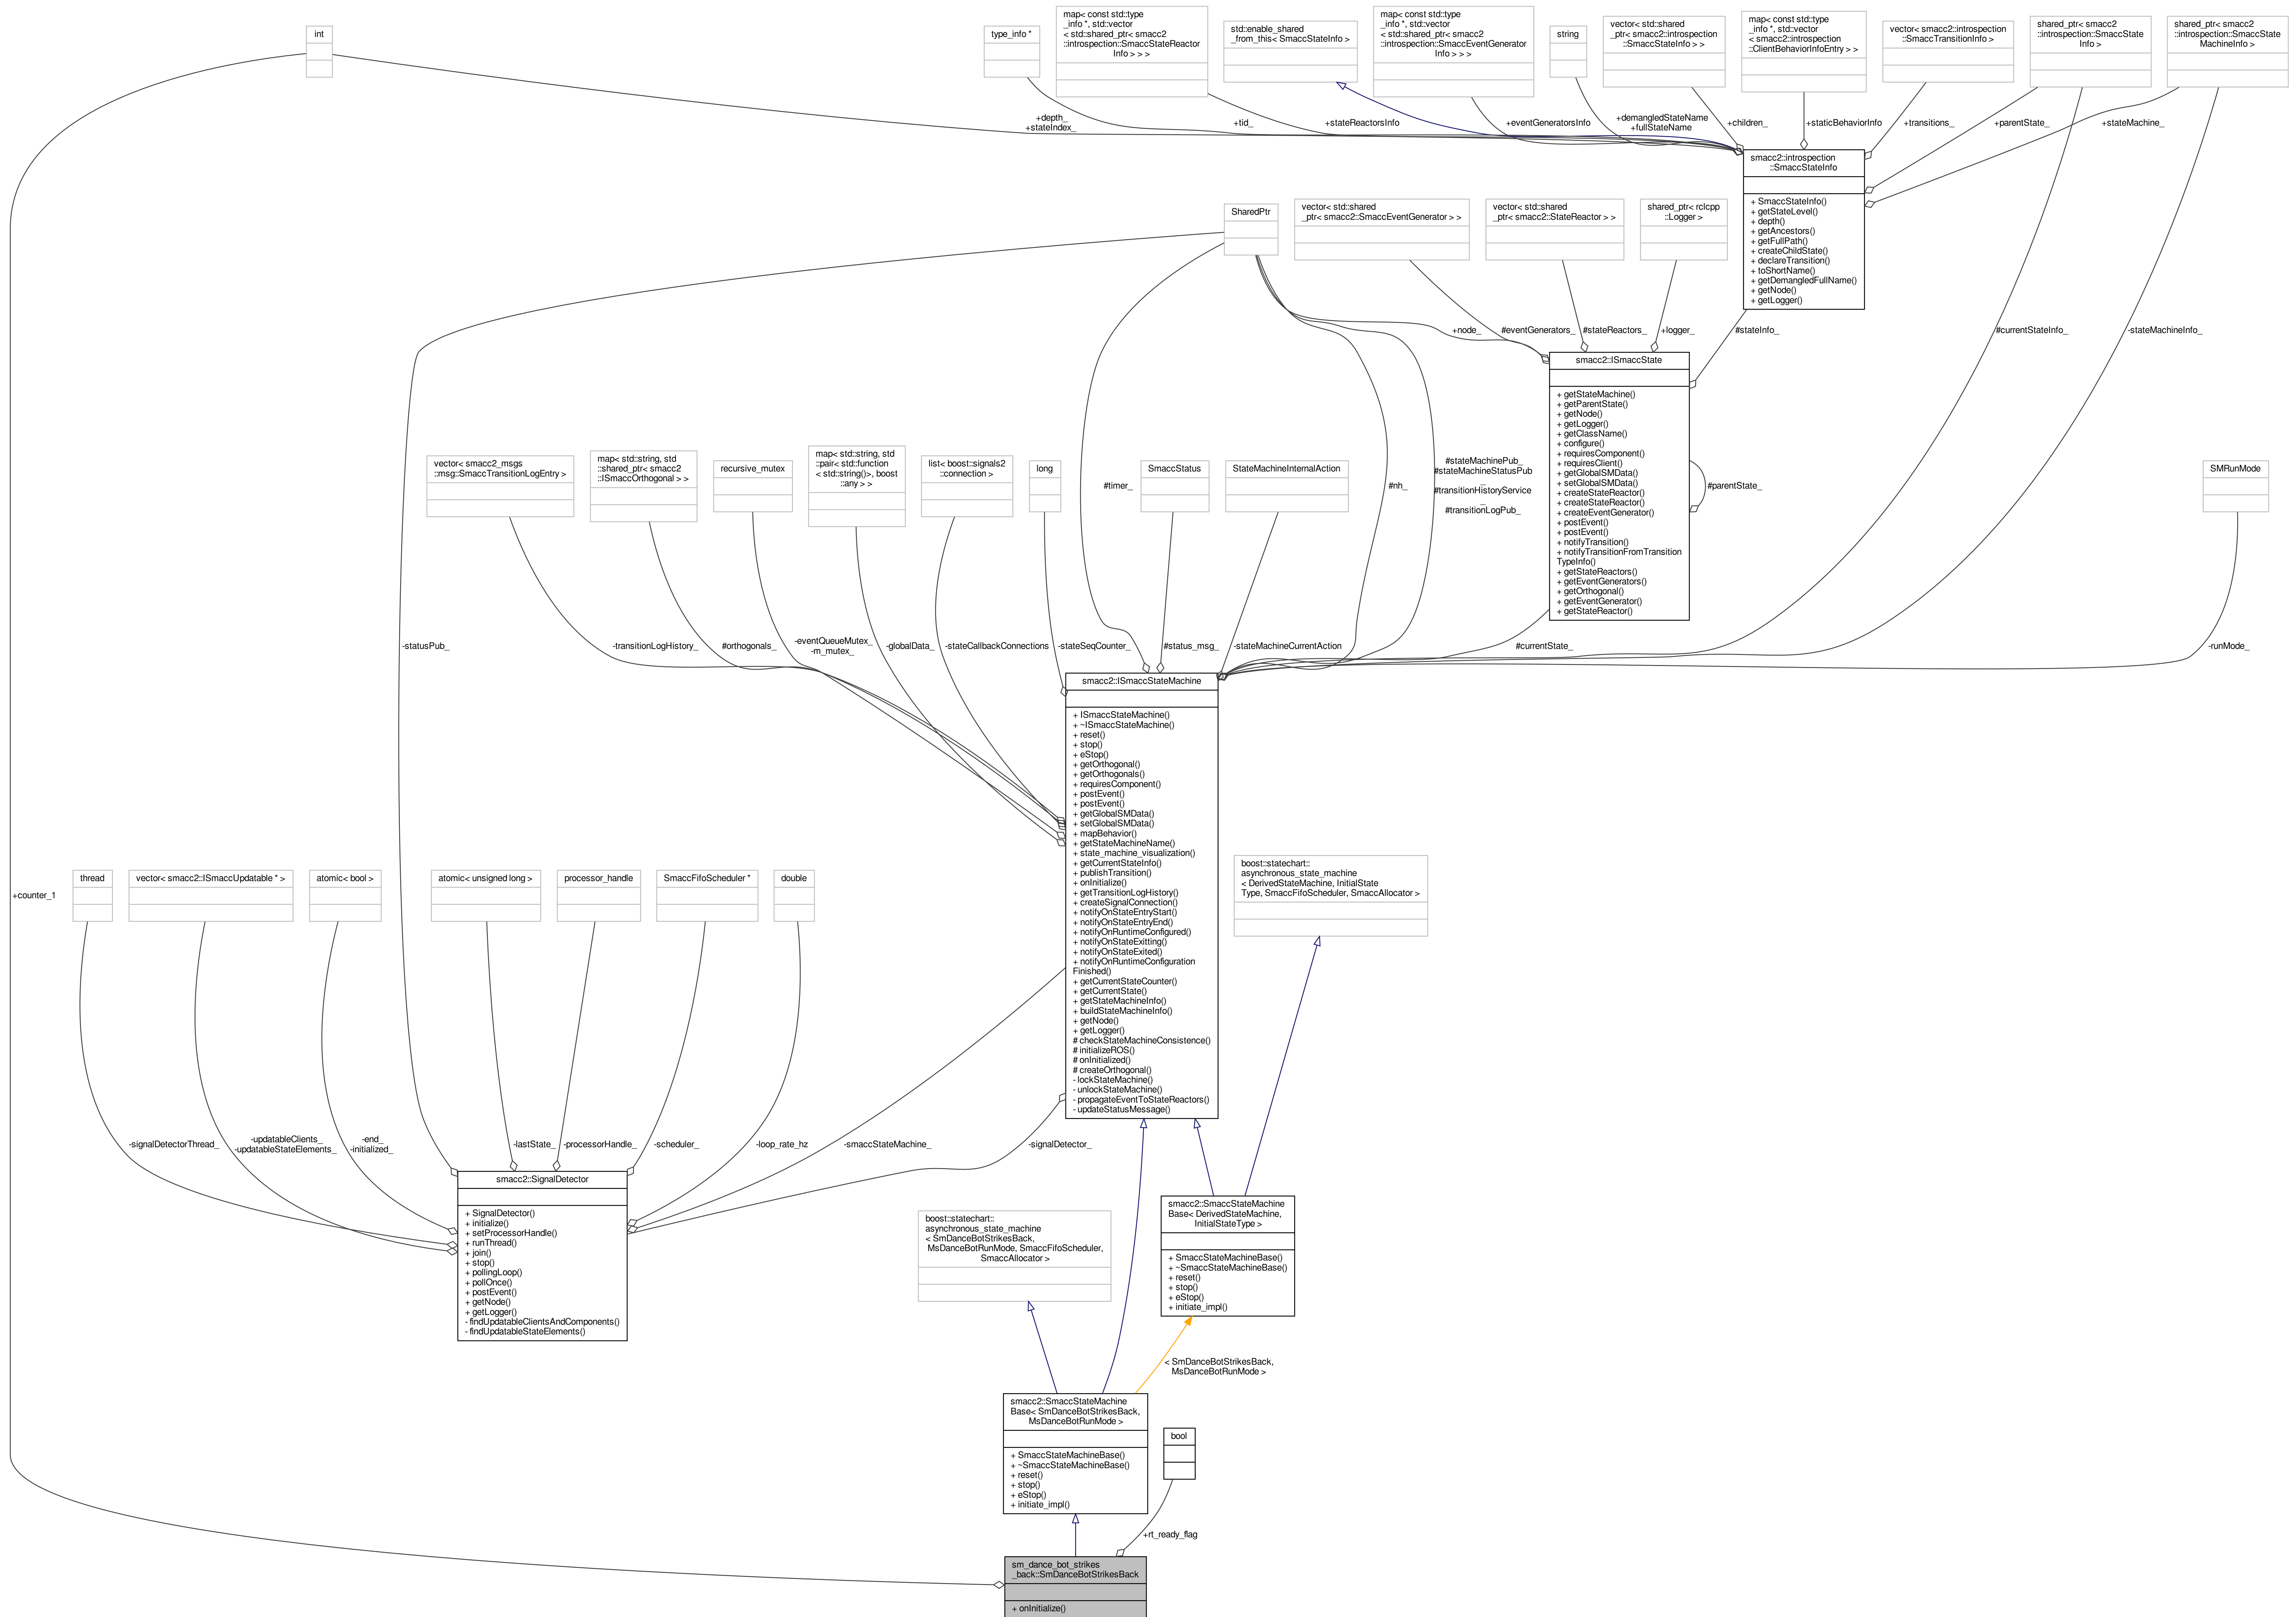 int
type_info *
map< const std::type
_info *, std::vector
< std::shared_ptr< smacc2
::introspection::SmaccStateReactor
Info > > >
std::enable_shared
_from_this< SmaccStateInfo >
map< const std::type
_info *, std::vector
< std::shared_ptr< smacc2
::introspection::SmaccEventGenerator
Info > > >
string
vector< std::shared
_ptr< smacc2::introspection
::SmaccStateInfo > >
map< const std::type
_info *, std::vector
< smacc2::introspection
::ClientBehaviorInfoEntry > >
vector< smacc2::introspection
::SmaccTransitionInfo >
shared_ptr< smacc2
::introspection::SmaccState
Info >
shared_ptr< smacc2
::introspection::SmaccState
MachineInfo >
+depth_
+stateIndex_
+tid_
+stateReactorsInfo
+eventGeneratorsInfo
+demangledStateName
+fullStateName
+children_
+staticBehaviorInfo
+transitions_
+parentState_
+stateMachine_
smacc2::introspection
::SmaccStateInfo
+ SmaccStateInfo()
+ getStateLevel()
+ depth()
+ getAncestors()
+ getFullPath()
+ createChildState()
+ declareTransition()
+ toShortName()
+ getDemangledFullName()
+ getNode()
+ getLogger()
SharedPtr
vector< std::shared
_ptr< smacc2::SmaccEventGenerator > >
vector< std::shared
_ptr< smacc2::StateReactor > >
shared_ptr< rclcpp
::Logger >
+node_
#eventGenerators_
#stateReactors_
+logger_
#stateInfo_
#currentStateInfo_
-stateMachineInfo_
smacc2::ISmaccState
+ getStateMachine()
+ getParentState()
+ getNode()
+ getLogger()
+ getClassName()
+ configure()
+ requiresComponent()
+ requiresClient()
+ getGlobalSMData()
+ setGlobalSMData()
+ createStateReactor()
+ createStateReactor()
+ createEventGenerator()
+ postEvent()
+ postEvent()
+ notifyTransition()
+ notifyTransitionFromTransition
TypeInfo()
+ getStateReactors()
+ getEventGenerators()
+ getOrthogonal()
+ getEventGenerator()
+ getStateReactor()
#parentState_
vector< smacc2_msgs
::msg::SmaccTransitionLogEntry >
map< std::string, std
::shared_ptr< smacc2
::ISmaccOrthogonal > >
recursive_mutex
map< std::string, std
::pair< std::function
< std::string()>, boost
::any > >
list< boost::signals2
::connection >
long
#timer_
SmaccStatus
StateMachineInternalAction
#nh_
#stateMachinePub_
#stateMachineStatusPub
_
#transitionHistoryService
_
#transitionLogPub_
SMRunMode
-statusPub_
-transitionLogHistory_
#orthogonals_
-eventQueueMutex_
-m_mutex_
-globalData_
-stateCallbackConnections
-stateSeqCounter_
#status_msg_
-stateMachineCurrentAction
#currentState_
-runMode_
smacc2::ISmaccStateMachine
+ ISmaccStateMachine()
+ ~ISmaccStateMachine()
+ reset()
+ stop()
+ eStop()
+ getOrthogonal()
+ getOrthogonals()
+ requiresComponent()
+ postEvent()
+ postEvent()
+ getGlobalSMData()
+ setGlobalSMData()
+ mapBehavior()
+ getStateMachineName()
+ state_machine_visualization()
+ getCurrentStateInfo()
+ publishTransition()
+ onInitialize()
+ getTransitionLogHistory()
+ createSignalConnection()
+ notifyOnStateEntryStart()
+ notifyOnStateEntryEnd()
+ notifyOnRuntimeConfigured()
+ notifyOnStateExitting()
+ notifyOnStateExited()
+ notifyOnRuntimeConfiguration
Finished()
+ getCurrentStateCounter()
+ getCurrentState()
+ getStateMachineInfo()
+ buildStateMachineInfo()
+ getNode()
+ getLogger()
# checkStateMachineConsistence()
# initializeROS()
# onInitialized()
# createOrthogonal()
- lockStateMachine()
- unlockStateMachine()
- propagateEventToStateReactors()
- updateStatusMessage()
+counter_1
thread
vector< smacc2::ISmaccUpdatable * >
atomic< bool >
atomic< unsigned long >
processor_handle
SmaccFifoScheduler *
double
boost::statechart::
asynchronous_state_machine
< DerivedStateMachine, InitialState
Type, SmaccFifoScheduler, SmaccAllocator >
-signalDetectorThread_
-updatableClients_
-updatableStateElements_
-end_
-initialized_
-lastState_
-processorHandle_
-scheduler_
-loop_rate_hz
-smaccStateMachine_
-signalDetector_
smacc2::SignalDetector
+ SignalDetector()
+ initialize()
+ setProcessorHandle()
+ runThread()
+ join()
+ stop()
+ pollingLoop()
+ pollOnce()
+ postEvent()
+ getNode()
+ getLogger()
- findUpdatableClientsAndComponents()
- findUpdatableStateElements()
boost::statechart::
asynchronous_state_machine
< SmDanceBotStrikesBack,
MsDanceBotRunMode, SmaccFifoScheduler,
SmaccAllocator >
smacc2::SmaccStateMachine
Base< DerivedStateMachine,
InitialStateType >
+ SmaccStateMachineBase()
+ ~SmaccStateMachineBase()
+ reset()
+ stop()
+ eStop()
+ initiate_impl()
< SmDanceBotStrikesBack,
MsDanceBotRunMode >
smacc2::SmaccStateMachine
Base< SmDanceBotStrikesBack,
MsDanceBotRunMode >
+ SmaccStateMachineBase()
+ ~SmaccStateMachineBase()
+ reset()
+ stop()
+ eStop()
+ initiate_impl()
bool
+rt_ready_flag
sm_dance_bot_strikes
_back::SmDanceBotStrikesBack
+ onInitialize()